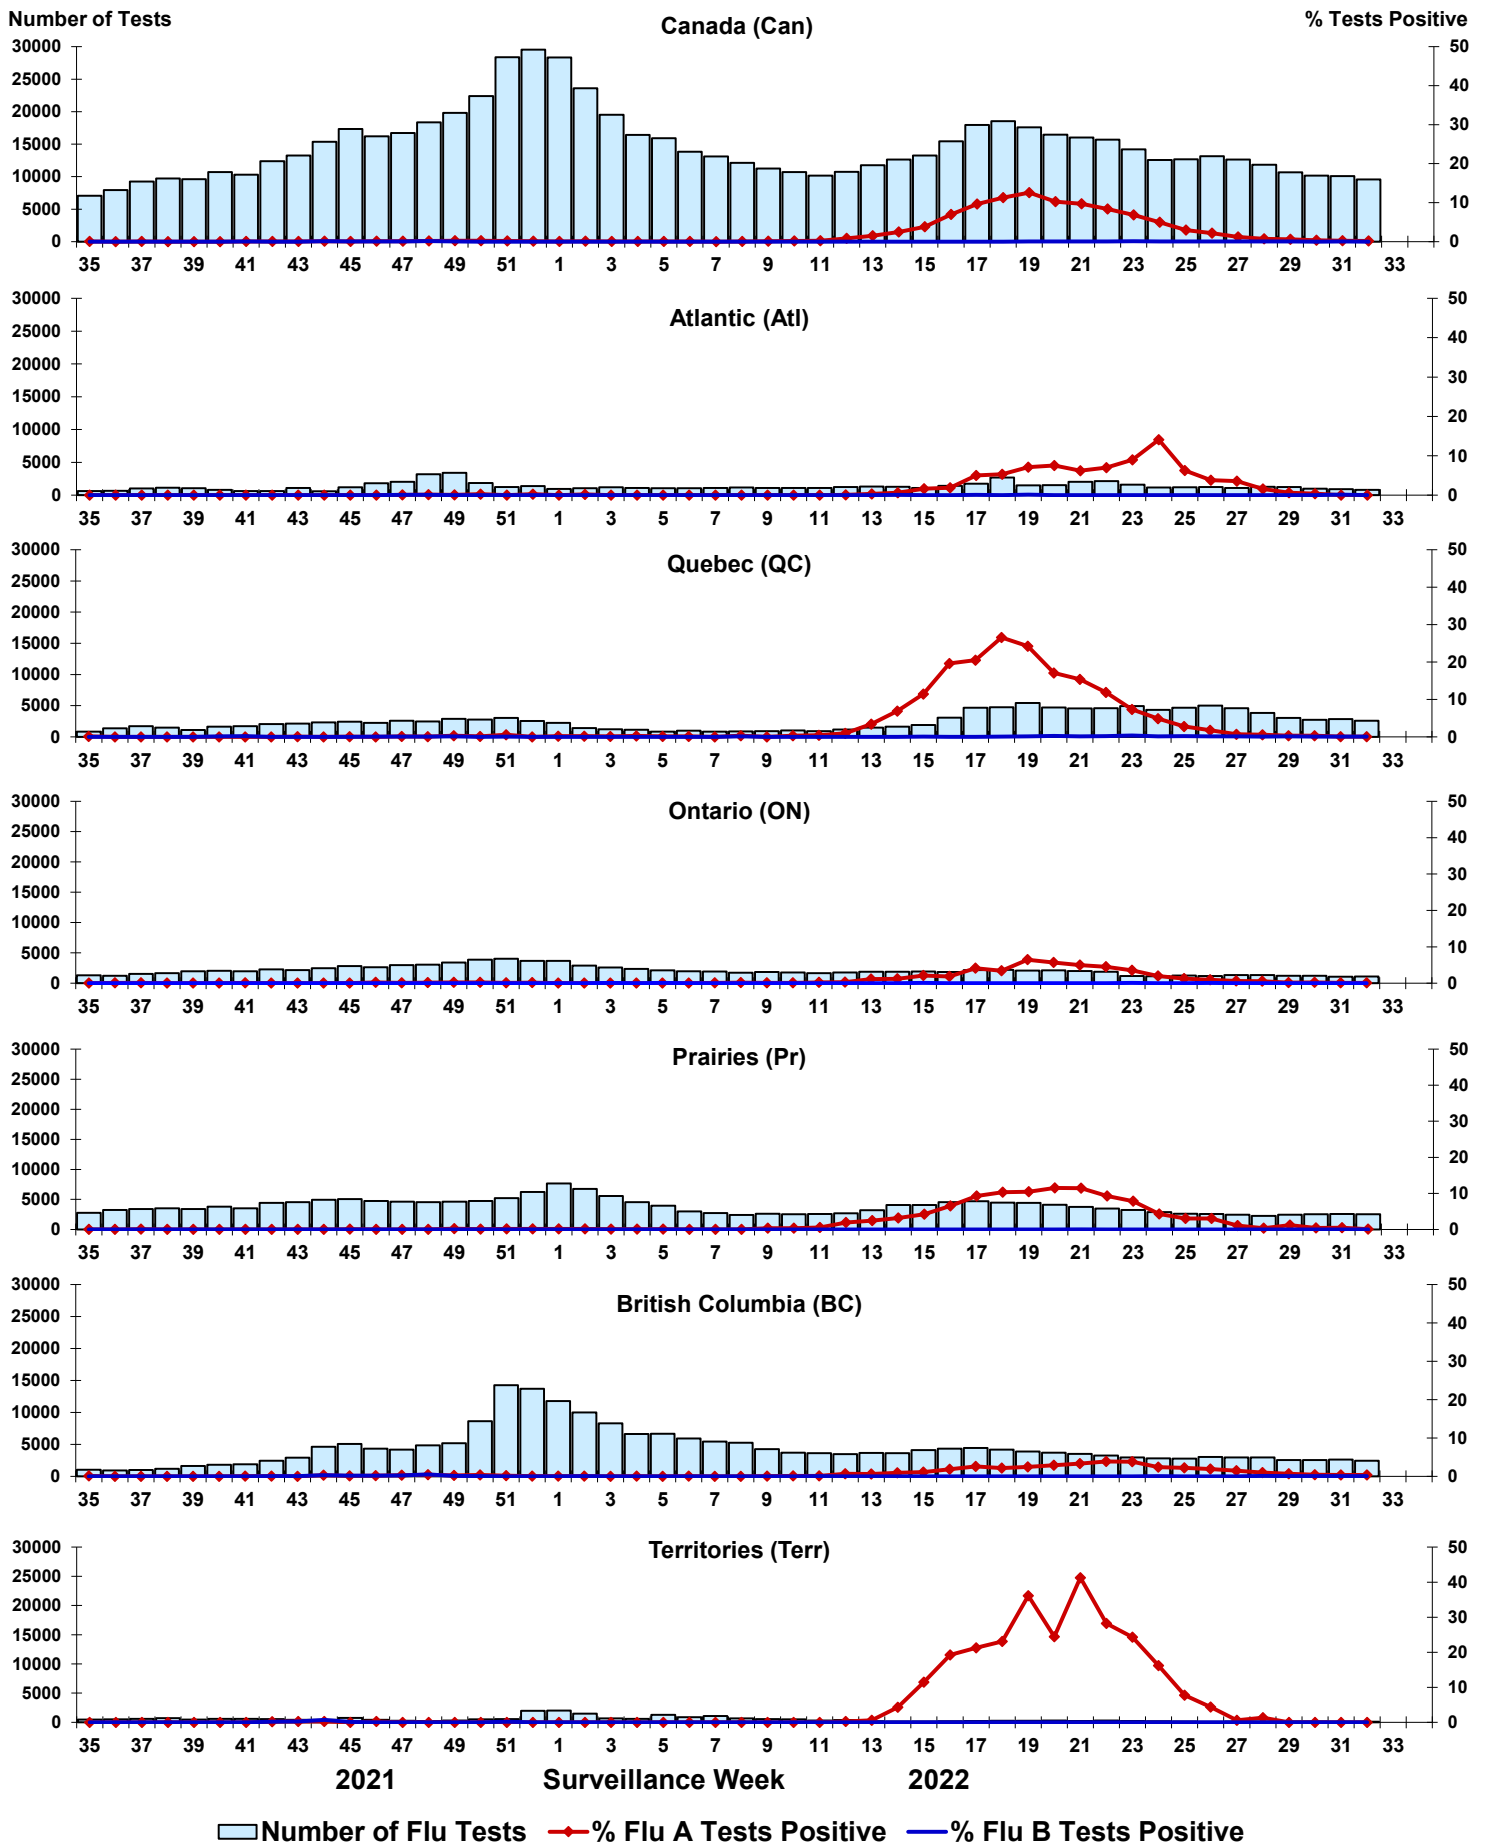 Number of Tests
% Tests Positive
Canada (Can)
30000 50
25000 40
20000 30
15000 20
10000 10
5000 0
0
35 37 39 41 43 45 47 49 51 1 3 5 7 9 11 13 15 17 19 21 23 25 27 29 31 33
Atlantic (Atl)
30000 50
25000 40
20000 30
15000 20
10000 10
5000 0
0
35 37 39 41 43 45 47 49 51 1 3 5 7 9 11 13 15 17 19 21 23 25 27 29 31 33
Quebec (QC)
30000 50
25000 40
20000 30
15000 20
10000 10
5000 0
0
35 37 39 41 43 45 47 49 51 1 3 5 7 9 11 13 15 17 19 21 23 25 27 29 31 33
Ontario (ON)
30000 50
25000 40
20000 30
15000 20
10000 10
5000 0
0
35 37 39 41 43 45 47 49 51 1 3 5 7 9 11 13 15 17 19 21 23 25 27 29 31 33
Prairies (Pr)
30000 50
25000 40
20000 30
15000 20
10000 10
5000 0
0
35 37 39 41 43 45 47 49 51 1 3 5 7 9 11 13 15 17 19 21 23 25 27 29 31 33
British Columbia (BC)
30000 50
25000 40
20000 30
15000 20
10000 10
5000 0
0
35 37 39 41 43 45 47 49 51 1 3 5 7 9 11 13 15 17 19 21 23 25 27 29 31 33
Territories (Terr)
30000 50
25000 40
20000 30
15000 20
10000 10
5000 0
0
35 37 39 41 43 45 47 49 51 1 3 5 7 9 11 13 15 17 19 21 23 25 27 29 31 33
2021 Surveillance Week 2022
Number of Flu Tests % Flu A Tests Positive % Flu B Tests Positive